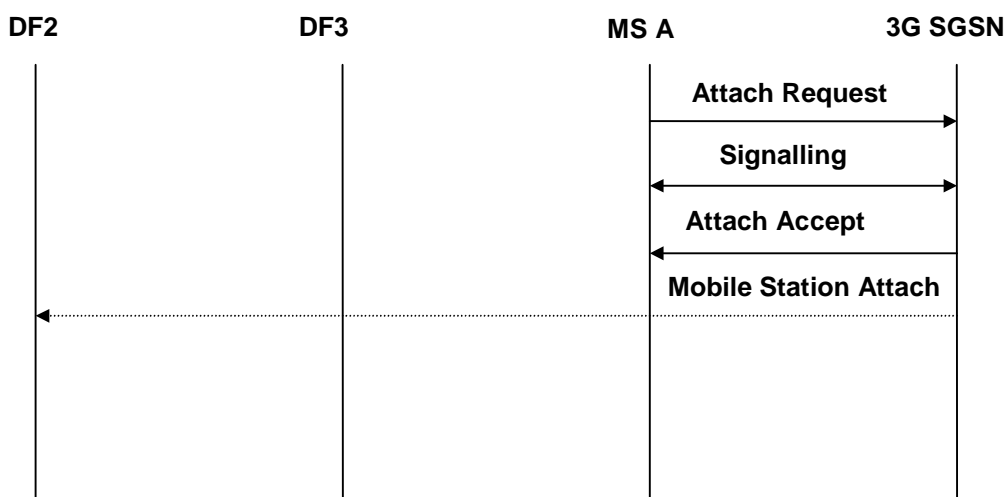 DF2 DF3 MS A 3G SGSN
Attach Request
Signalling
Attach Accept
Mobile Station Attach